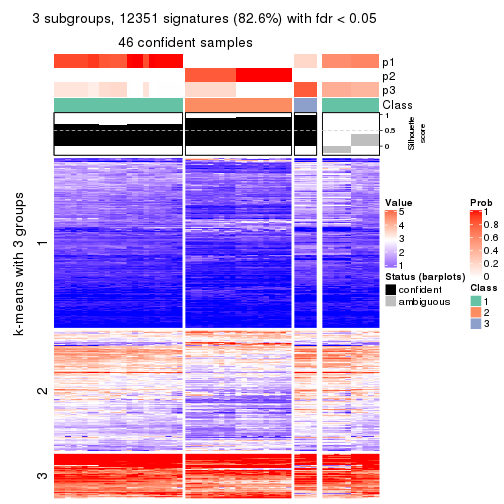 3 subgroups, 12351 signatures (82.6%) with fdr < 0.05
46 confident samples
p1
p2
p3
Class
1
0.5
0
Silhouette
score
k-means with 3 groups
1
2
3
Value
5
4
3
2
1
Status (barplots)
confident
ambiguous
Prob
1
0.8
0.6
0.4
0.2
0
Class
1
2
3